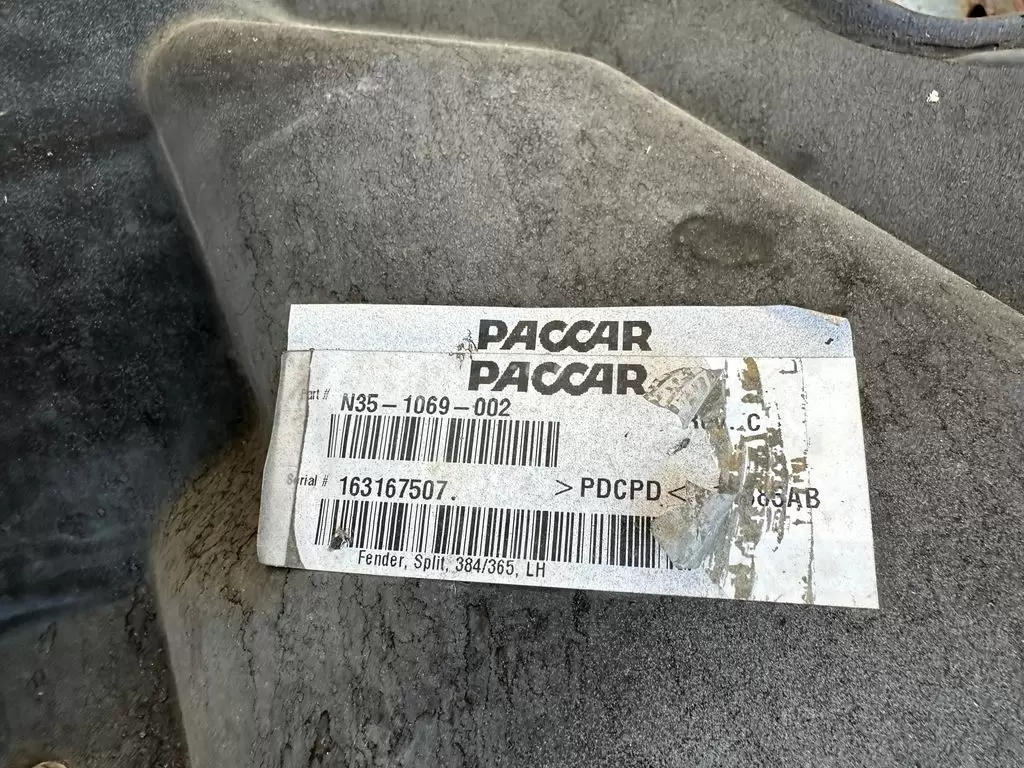 PACCAR
PACCAR
Part # N35-1069-002
Serial # 163167507. >PDCPD<
Fender, Split, 384/365, LH